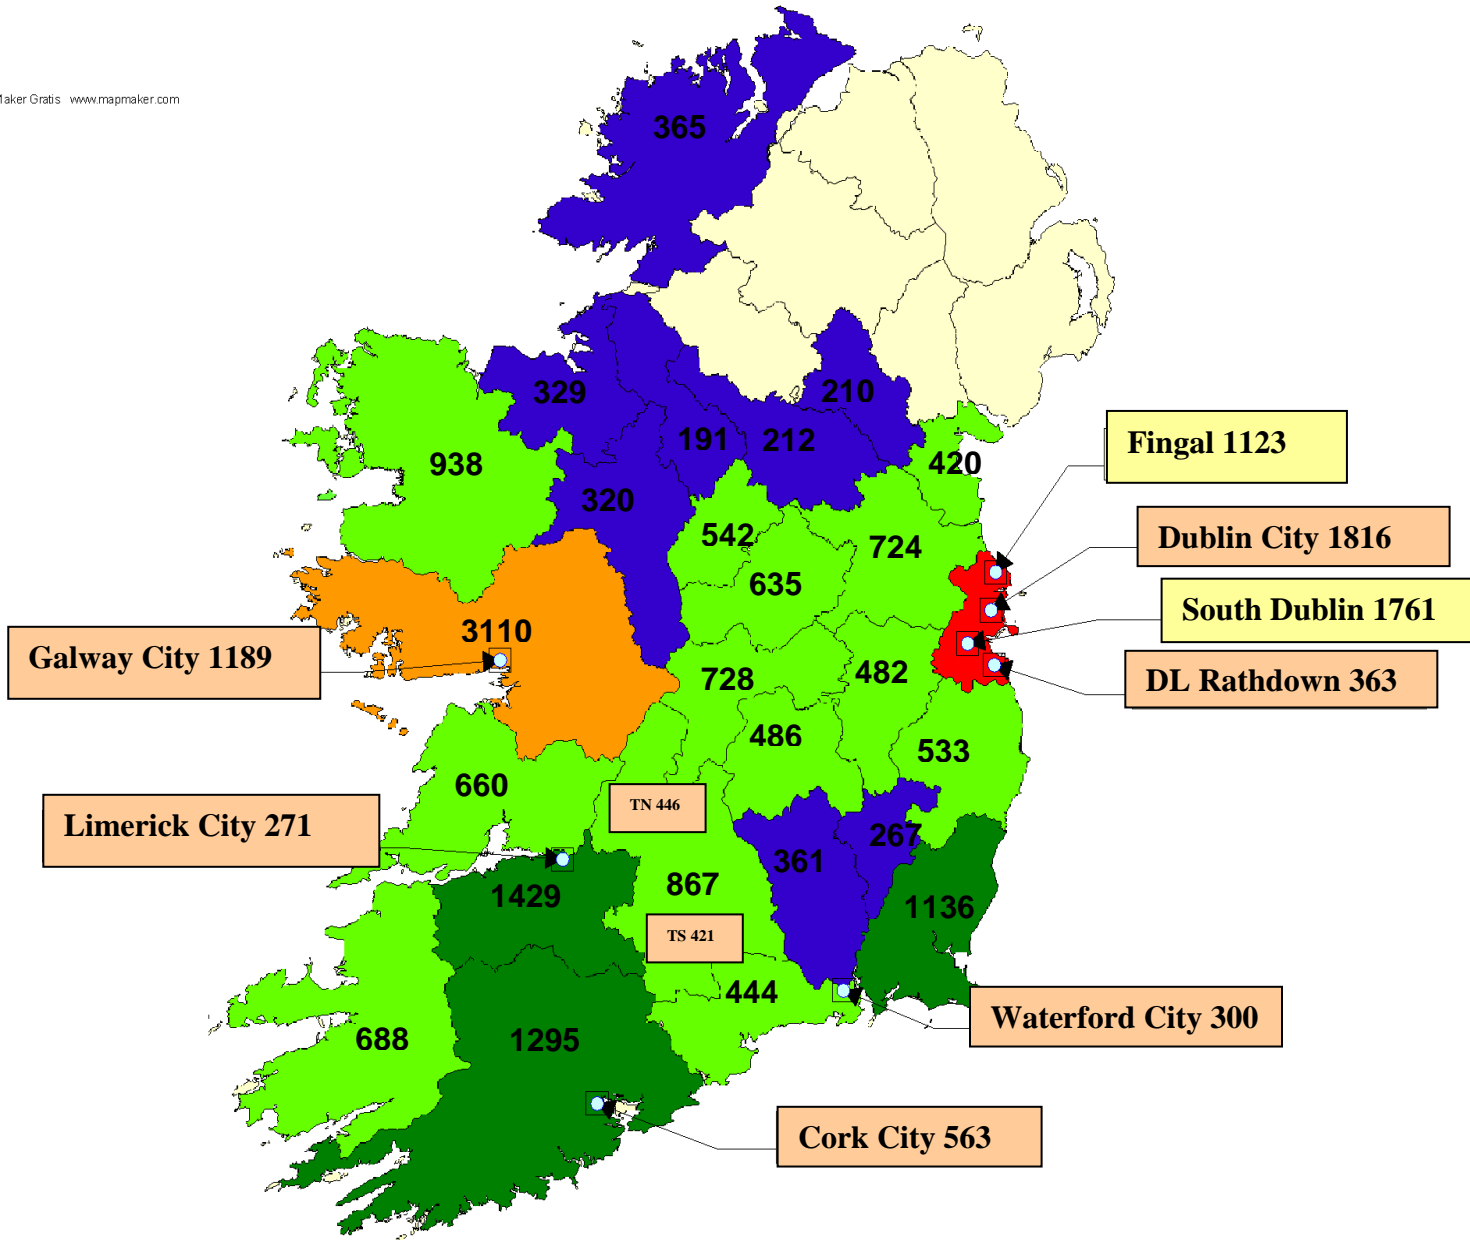 Maker Gratis www.mapmaker.com
365
329
210
191
212
938
420
Fingal 1123
320
542
724
Dublin City 1816
635
South Dublin 1761
3110
Galway City 1189
728
482
DL Rathdown 363
486
533
660
TN 446
Limerick City 271
267
361
867
1429
1136
TS 421
444
Waterford City 300
688
1295
Cork City 563